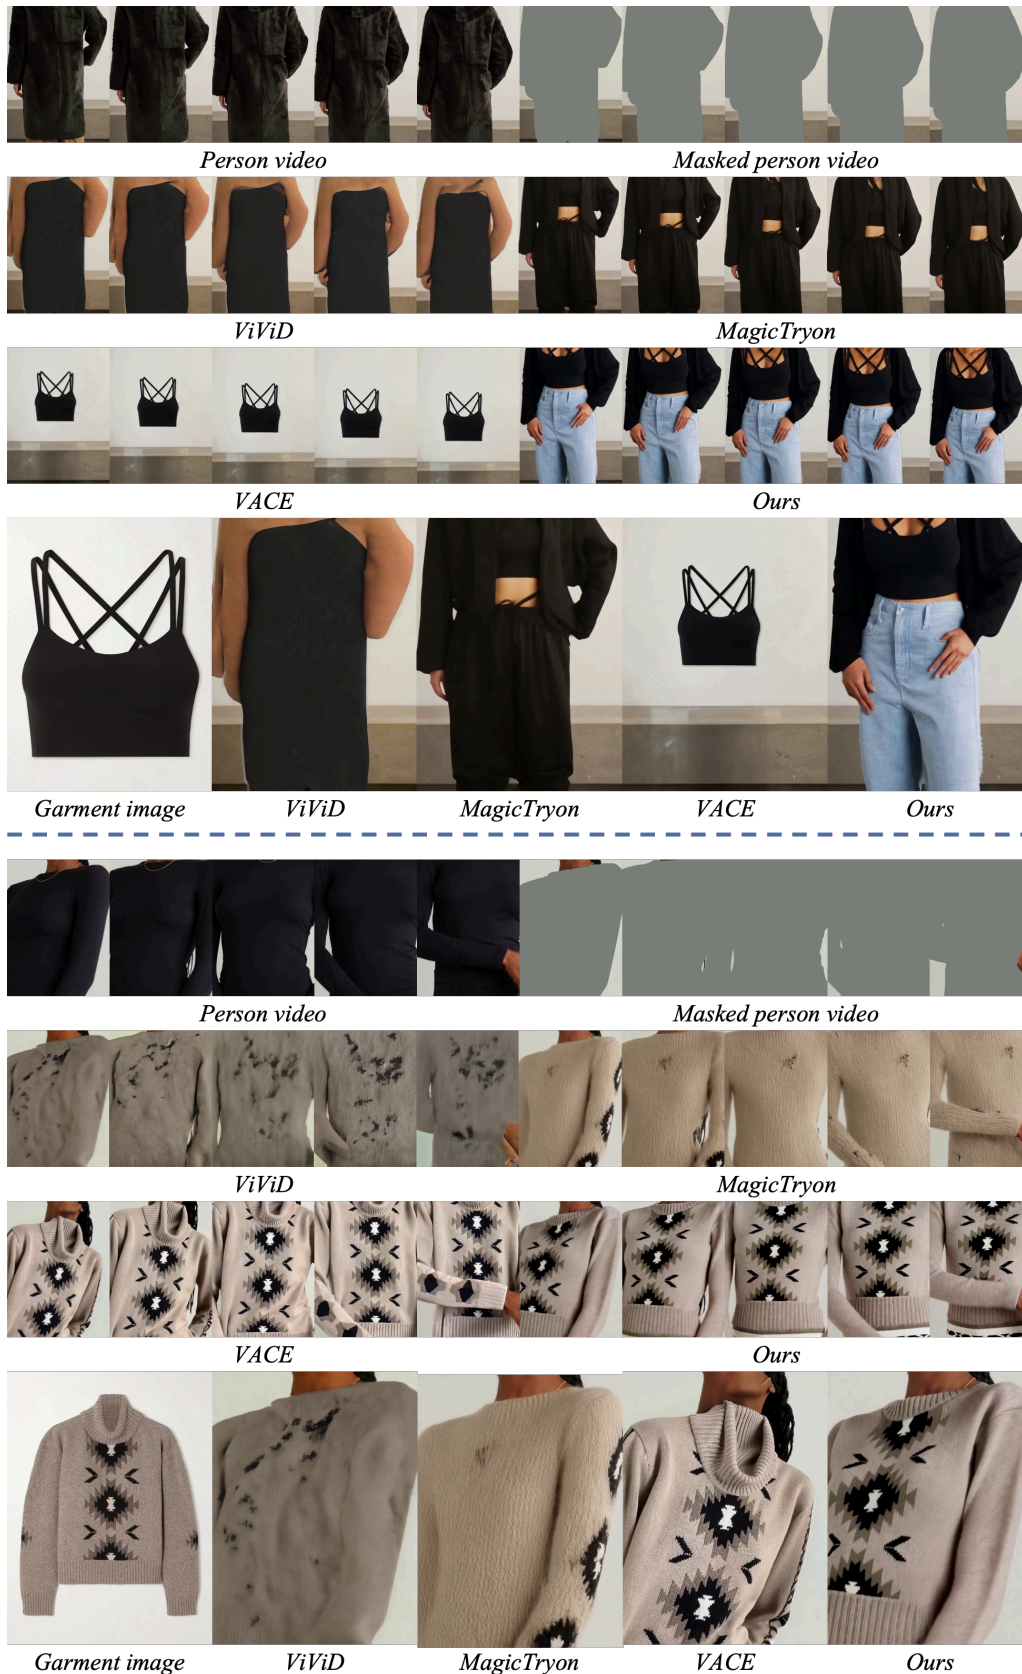 Person video Masked person video
ViViD MagicTryon
VACE Ours
Garment image ViViD MagicTryon VACE Ours
Person video Masked person video
ViViD MagicTryon
VACE Ours
Garment image ViViD MagicTryon VACE Ours